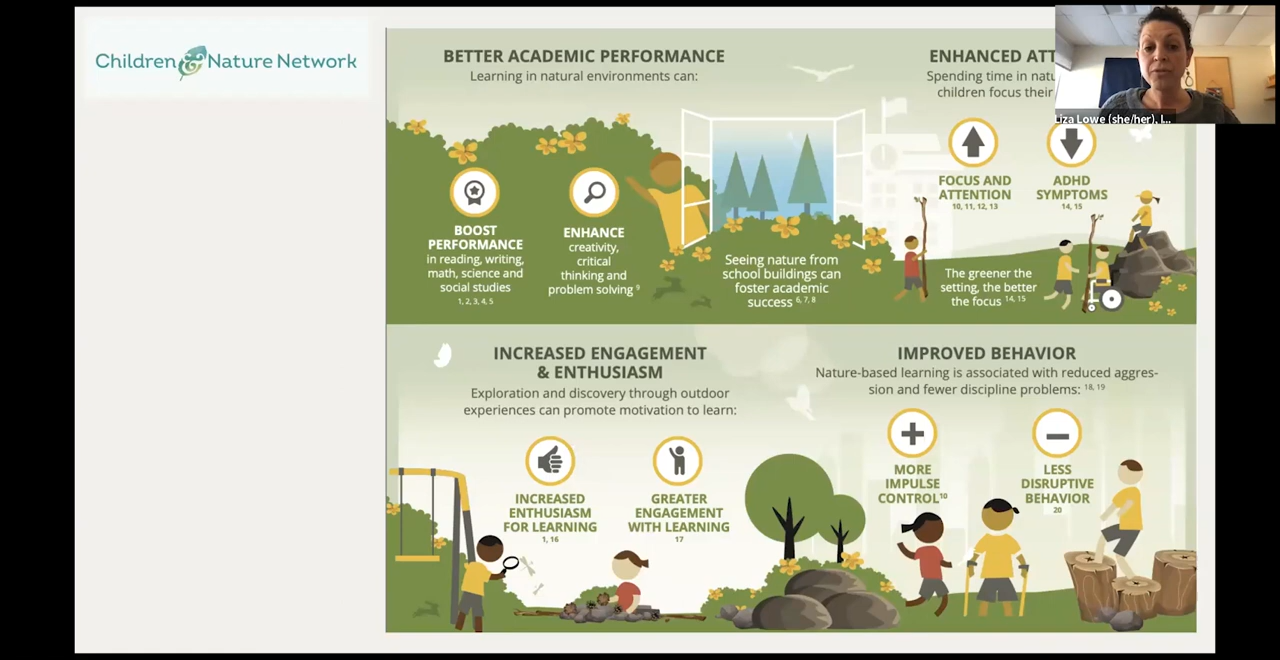 Children & Nature Network
BETTER ACADEMIC PERFORMANCE
Learning in natural environments can:
BOOST
PERFORMANCE
in reading, writing,
math, science and
social studies
1, 2, 3, 4, 5
ENHANCE
creativity,
critical
thinking and
problem solving 9
Seeing nature from
school buildings can
foster academic
success 6, 7, 8
ENHANCED ATT
Spending time in natu
children focus their
FOCUS AND
ATTENTION
10, 11, 12, 13
ADHD
SYMPTOMS
14, 15
The greener the
setting, the better
the focus 14, 15
Liza Lowe (she/her), I...
INCREASED ENGAGEMENT
& ENTHUSIASM
Exploration and discovery through outdoor
experiences can promote motivation to learn:
INCREASED
ENTHUSIASM
FOR LEARNING
1, 16
GREATER
ENGAGEMENT
WITH LEARNING
17
IMPROVED BEHAVIOR
Nature-based learning is associated with reduced aggres-
sion and fewer discipline problems: 18, 19
MORE
IMPULSE
CONTROL10
LESS
DISRUPTIVE
BEHAVIOR
20